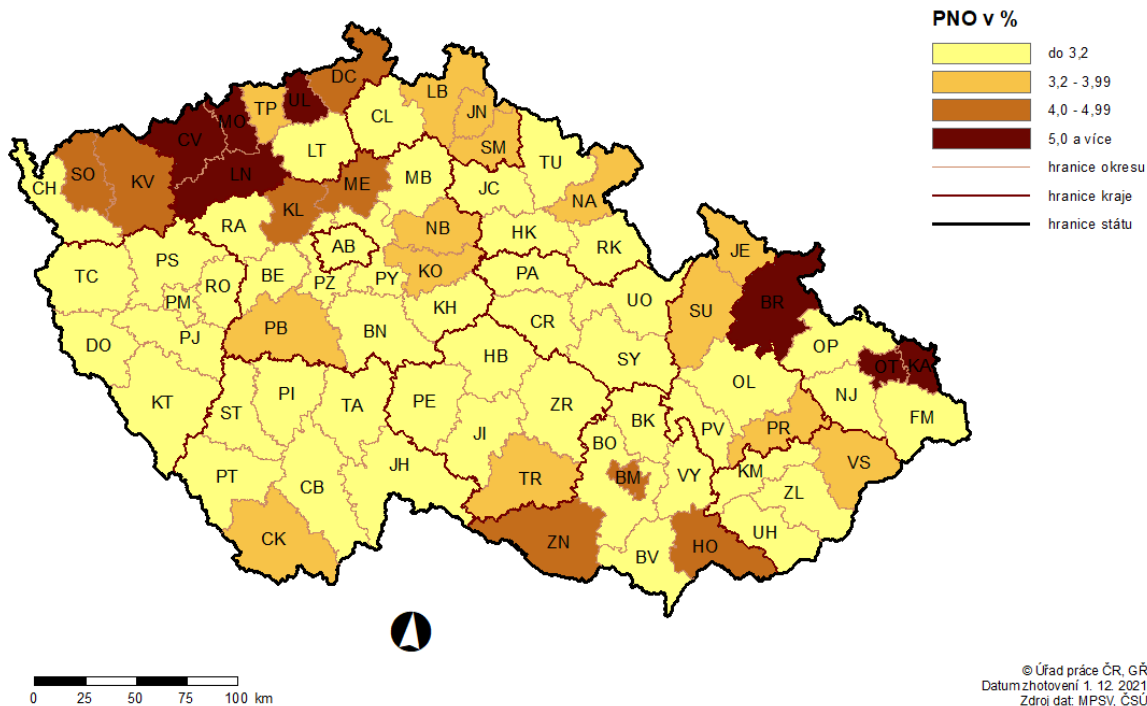 PNO v %
do 3,2
3,2 - 3,99
4,0 - 4,99
5,0 a více
hranice okresu
hranice kraje
hranice státu
DC
LB
UL
TP
JN
MO
CL
CV
SM
LT
TU
CH
SO
KV
LN
ME
MB
JC
NA
KL
RA
NB
HK
AB
RK
JE
TC
PS
BE
KO
PA
RO
PZ
PY
UO
BR
PM
SU
PB
KH
CR
BN
DO
PJ
OP
HB
SY
OT
KA
OL
KT
ST
PI
TA
PE
ZR
NJ
JI
BK
PV
PR
FM
BO
PT
JH
VS
KM
CB
TR
BM
VY
ZL
CK
ZN
HO
UH
BV
0 25 50 75 100 km
© Úřad práce ČR, GŘ
Datum zhotovení 1. 12. 2021
Zdroj dat: MPSV, ČSÚ